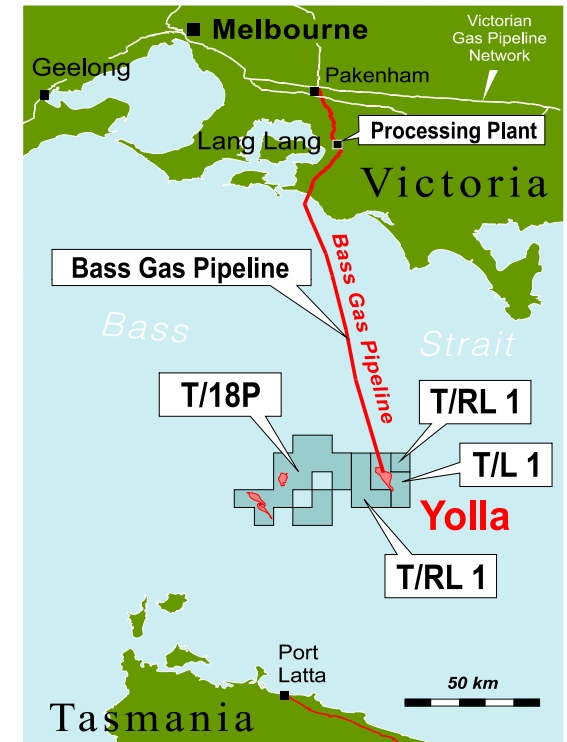 Victorian
Gas Pipeline
Network
Melbourne
Geelong
Pakenham
Lang Lang
Processing Plant
Victoria
Bass Gas Pipeline
Bass Gas Pipeline
Bass
Strait
T/18P
T/RL 1
T/L 1
Yolla
T/RL 1
Port
Latta
50 km
Tasmania